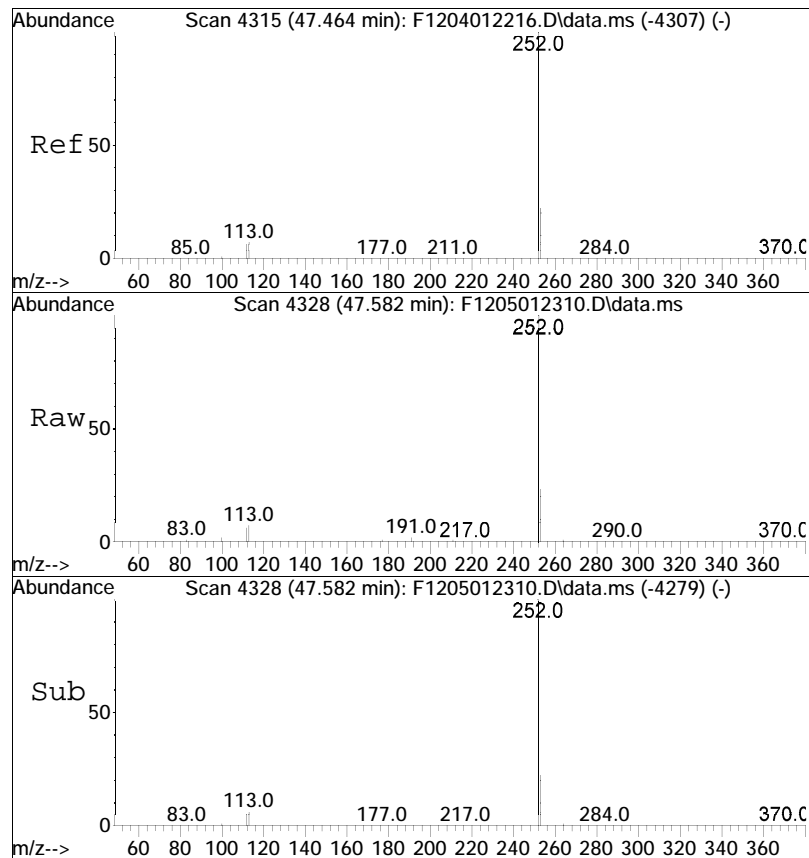 Abundance Scan 4315 (47.464 min): F1204012216.D\data.ms (-4307) (-)
252.0
Ref 50
113.0
85.0 177.0 211.0 284.0 370.0
0
m/z--> 60 80 100 120 140 160 180 200 220 240 260 280 300 320 340 360
Abundance Scan 4328 (47.582 min): F1205012310.D\data.ms
252.0
Raw 50
113.0
83.0 191.0 217.0 290.0 370.0
0
m/z--> 60 80 100 120 140 160 180 200 220 240 260 280 300 320 340 360
Abundance Scan 4328 (47.582 min): F1205012310.D\data.ms (-4279) (-)
252.0
Sub 50
113.0
83.0 177.0 217.0 284.0 370.0
0
m/z--> 60 80 100 120 140 160 180 200 220 240 260 280 300 320 340 360